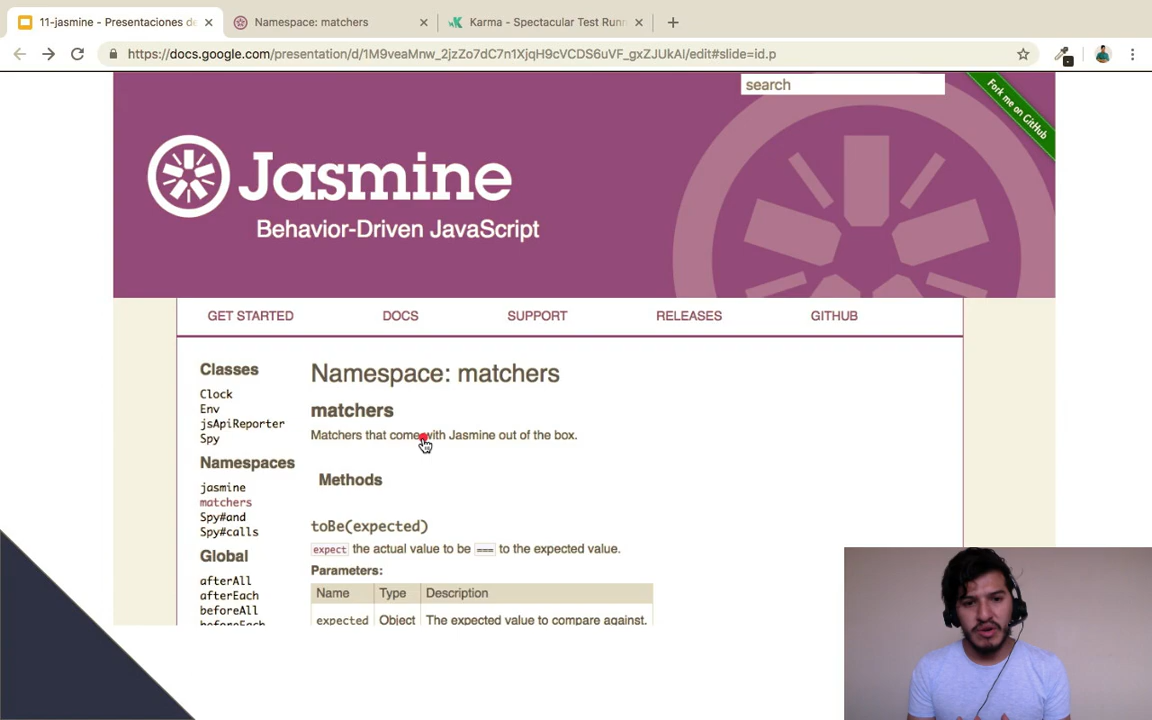 11-jasmine - Presentaciones de
Namespace: matchers
Karma - Spectacular Test Runn
https://docs.google.com/presentation/d/1M9veaMnw_2jzZo7dC7n1XjqH9cVCDS6uVF_gxZJUkAI/edit#slide=id.p
search
Fork me on GitHub
Jasmine
Behavior-Driven JavaScript
GET STARTED DOCS SUPPORT RELEASES GITHUB
Classes
Clock
Env
jsApiReporter
Spy
Namespaces
jasmine
matchers
Spy#and
Spy#calls
Global
afterAll
afterEach
beforeAll
beforeEach
Namespace: matchers
matchers
Matchers that come with Jasmine out of the box.
Methods
toBe(expected)
expect the actual value to be === to the expected value.
Parameters:
Name Type Description
expected Object The expected value to compare against.